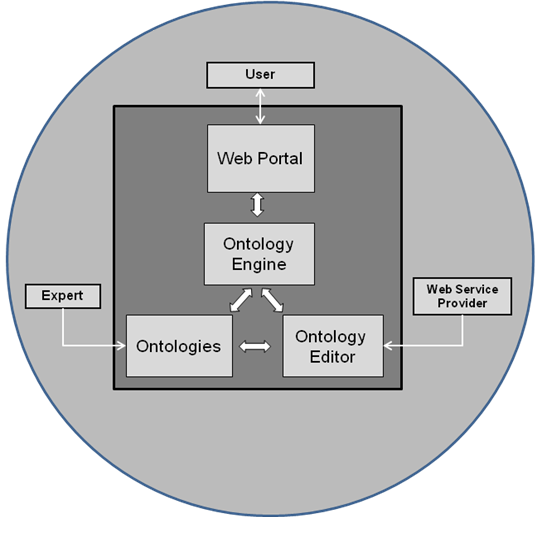 User
Web Portal
Ontology
Engine
Expert
Web Service
Provider
Ontologies
Ontology
Editor